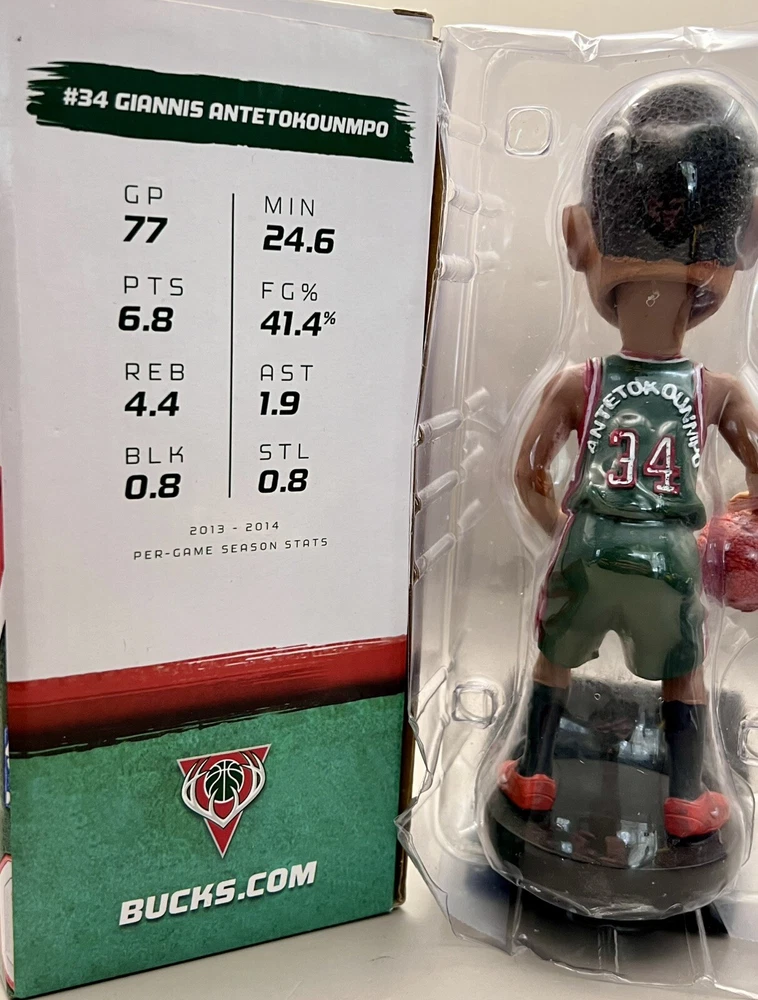 #34 GIANNIS ANTETOKOUNMPO
GP
77
MIN
24.6
PTS
6.8
FG%
41.4%
REB
4.4
AST
1.9
BLK
0.8
STL
0.8
2013 - 2014
PER-GAME SEASON STATS
BUCKS.COM
ANTETOKOUNMPO
34